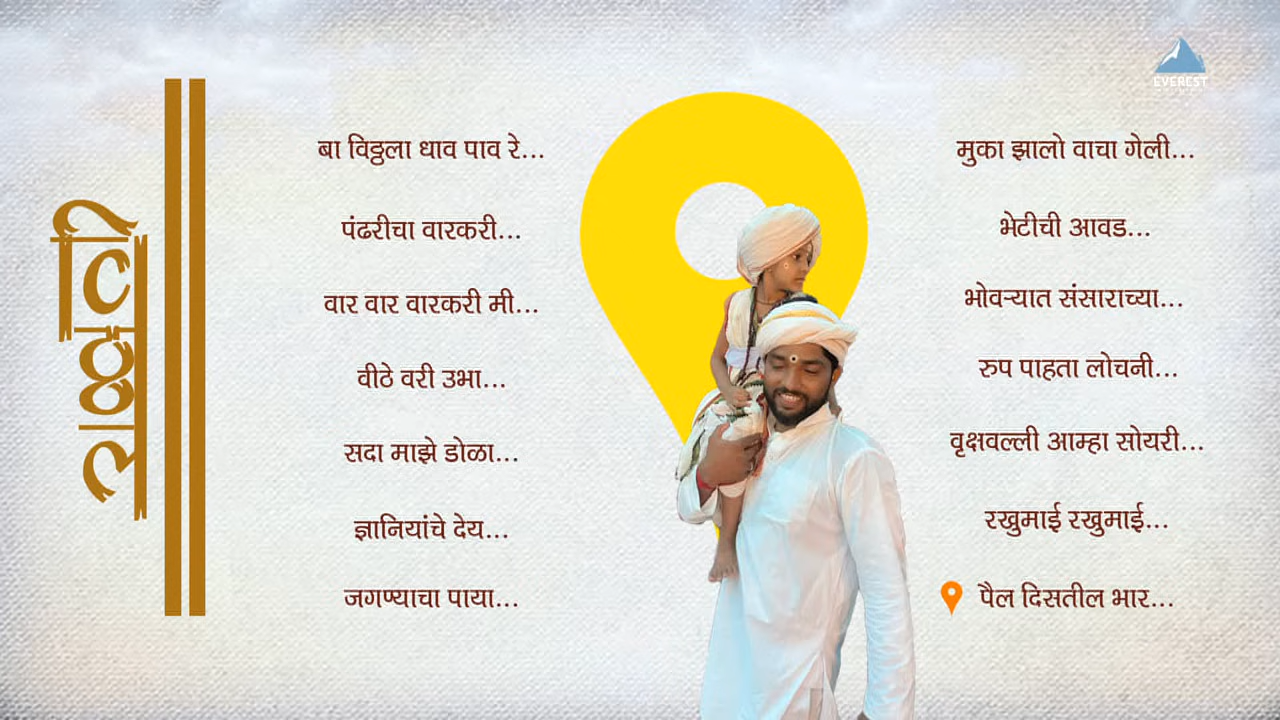 बा विठ्ठला धाव पाव रे...
पंढरीचा वारकरी...
वार वार वारकरी मी...
वीठे वरी उभा...
सदा माझे डोळा...
ज्ञानियांचे देय...
जगण्याचा पाया...
मुका झालो वाचा गेली...
भेटीची आवड...
भोवऱ्यात संसाराच्या...
रुप पाहता लोचनी...
वृक्षवल्ली आम्हा सोयरी...
रखुमाई रखुमाई...
पैल दिसतील भार...
EVEREST